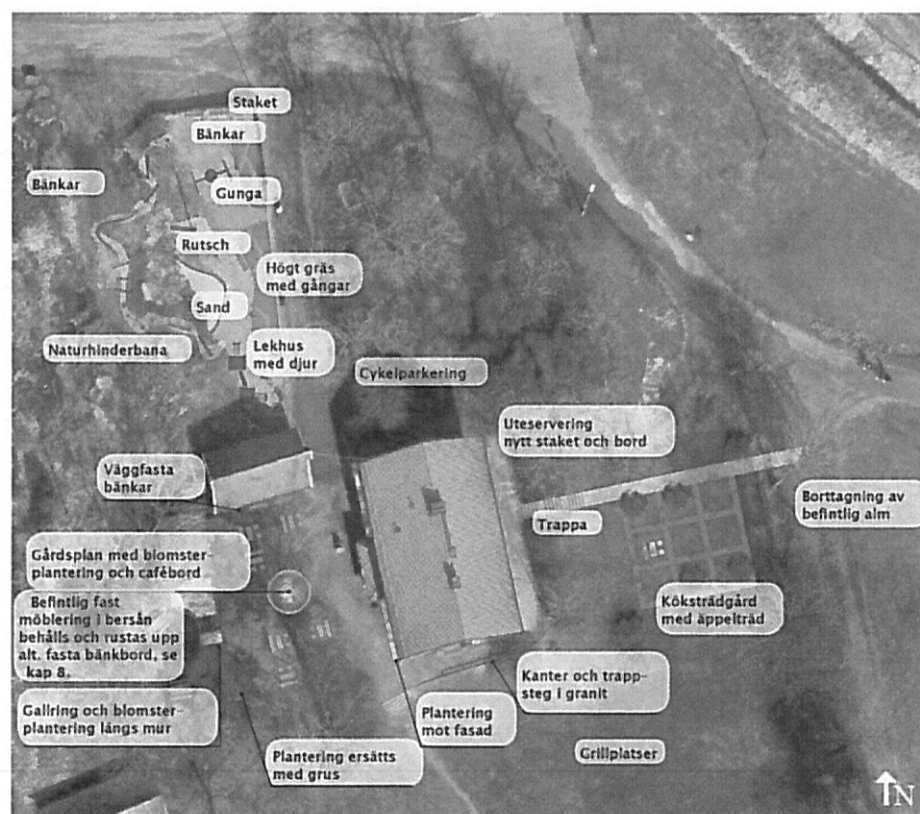 Staket
Bänkar
Bänkar
Gunga
Rutsch
Högt gräs
med gångar
Sand
Naturhinderbana
Lekhus
med djur
Cykelparkering
Uteservering
nytt staket och bord
Väggfasta
bänkar
Trappa
Borttagning av
befintlig alm
Gårdsplan med blomster-
plantering och cafébord
Befintlig fast
möblering i bersån
behålls och rustas upp
alt. fasta bänkbord, se
kap 8.
Köksträdgård
med äppelträd
Kanter och trapp-
steg i granit
Gallring och blomster-
plantering längs mur
Plantering
mot fasad
Plantering ersätts
med grus
Grillplatser
N